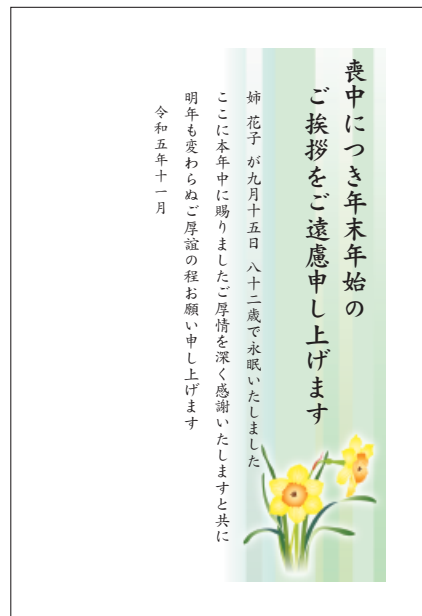 喪中につき年末年始の
ご挨拶をご遠慮申し上げます
姉 花子 が九月十五日 八十二歳で永眠いたしました
ここに本年中に賜りましたご厚情を深く感謝いたしますと共に
明年も変わらぬご厚誼の程お願い申し上げます
令和五年十一月